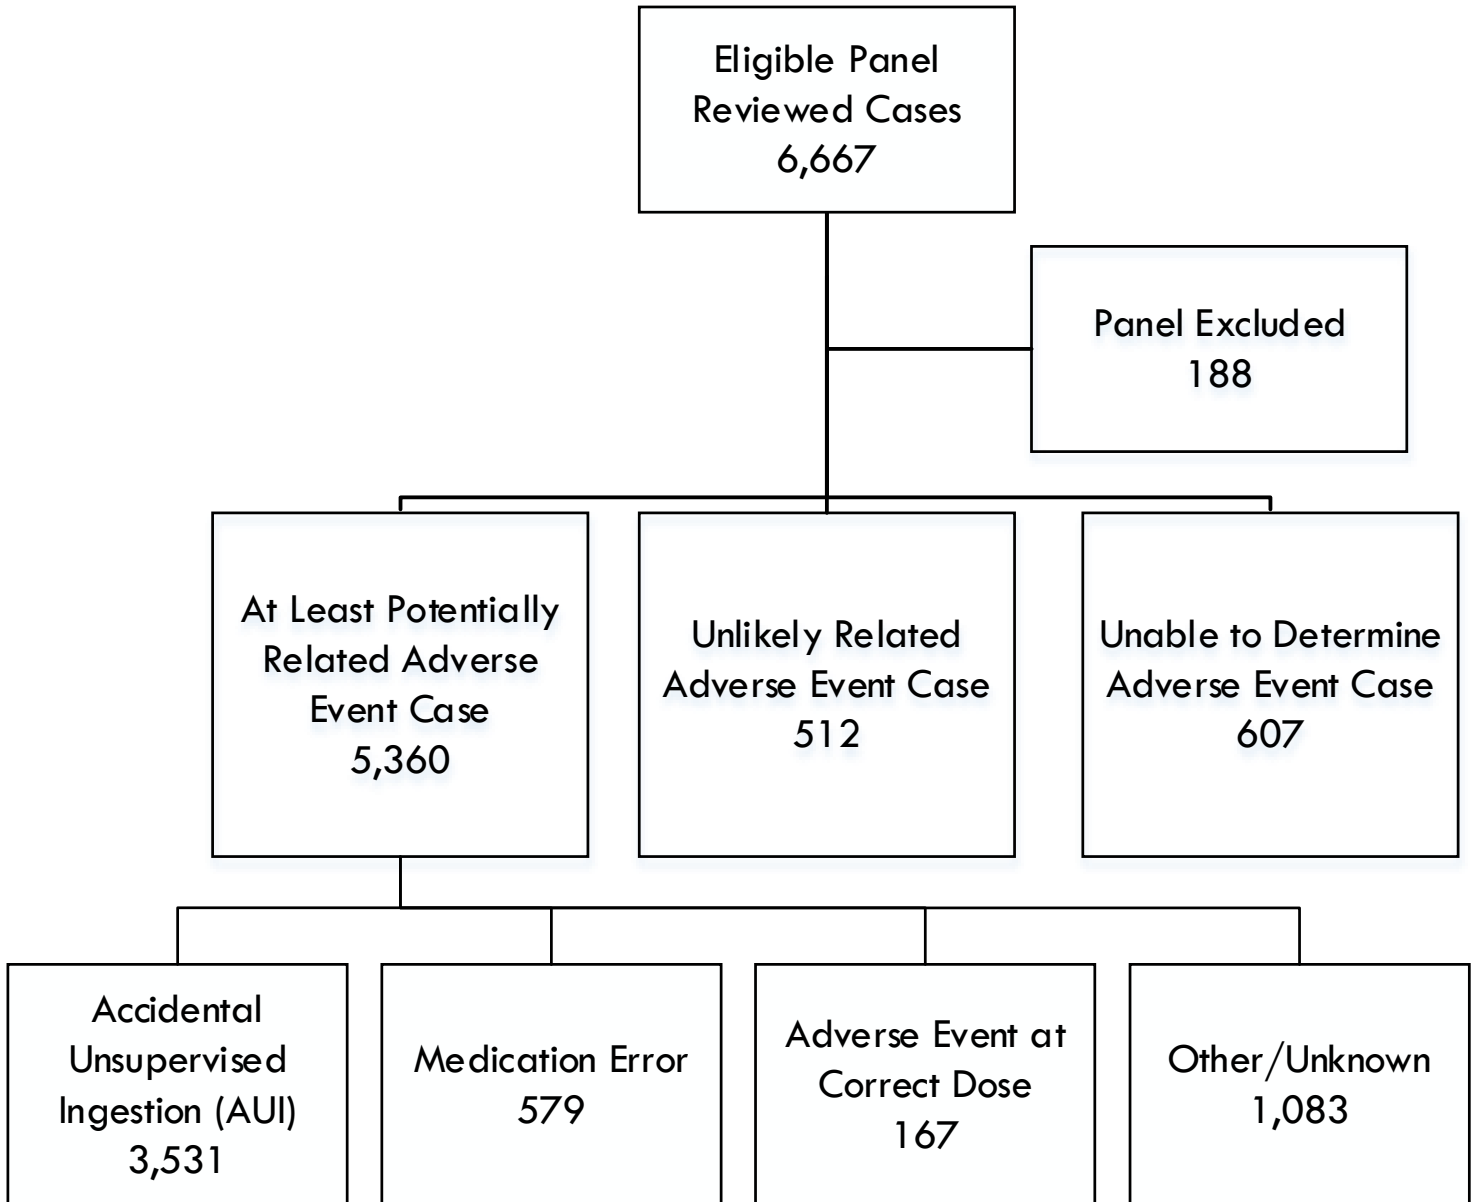 Eligible Panel
Reviewed Cases
6,667
Panel Excluded
188
At Least Potentially
Related Adverse
Event Case
5,360
Unlikely Related
Adverse Event Case
512
Unable to Determine
Adverse Event Case
607
Accidental
Unsupervised
Ingestion (AUI)
3,531
Medication Error
579
Adverse Event at
Correct Dose
167
Other/Unknown
1,083